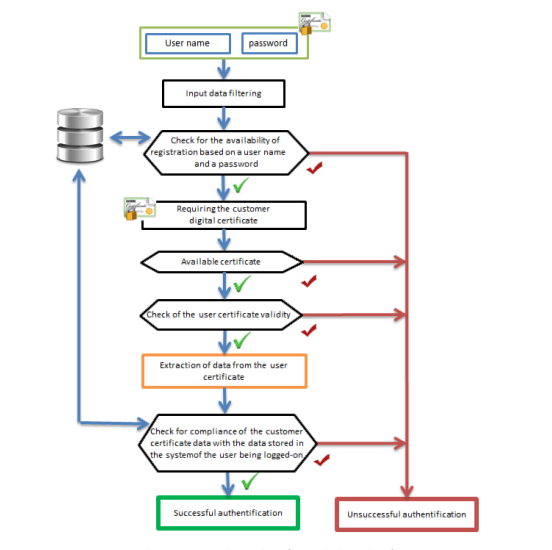 User name
password
Input data filtering
Check for the availability of
registration based on a user name
and a password
Requiring the customer
digital certificate
Available certificate
Check of the user certificate validity
Extraction of data from the user
certificate
Check for compliance of the customer
certificate data with the data stored in
the systemof the user being logged-on
Successful authentification
Unsuccessful authentification